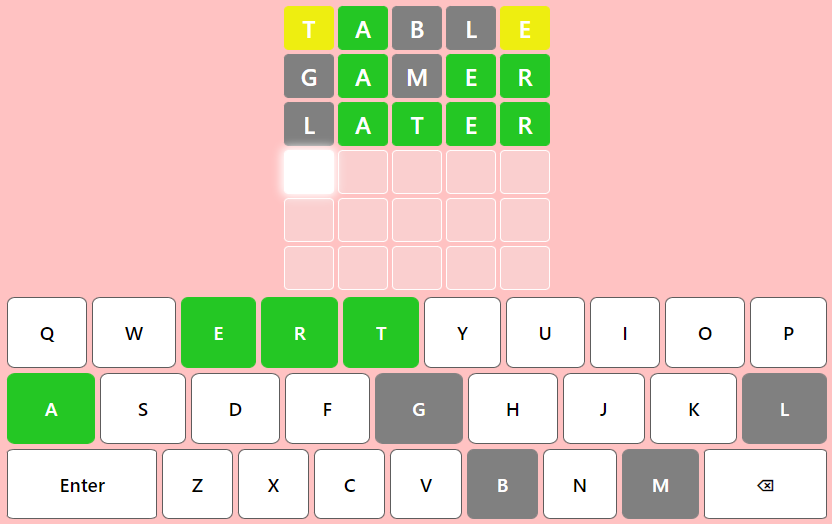 T A B L E
G A M E R
L A T E R
Q W E R T Y U I O P
A S D F G H J K L
Enter Z X C V B N M ⌫